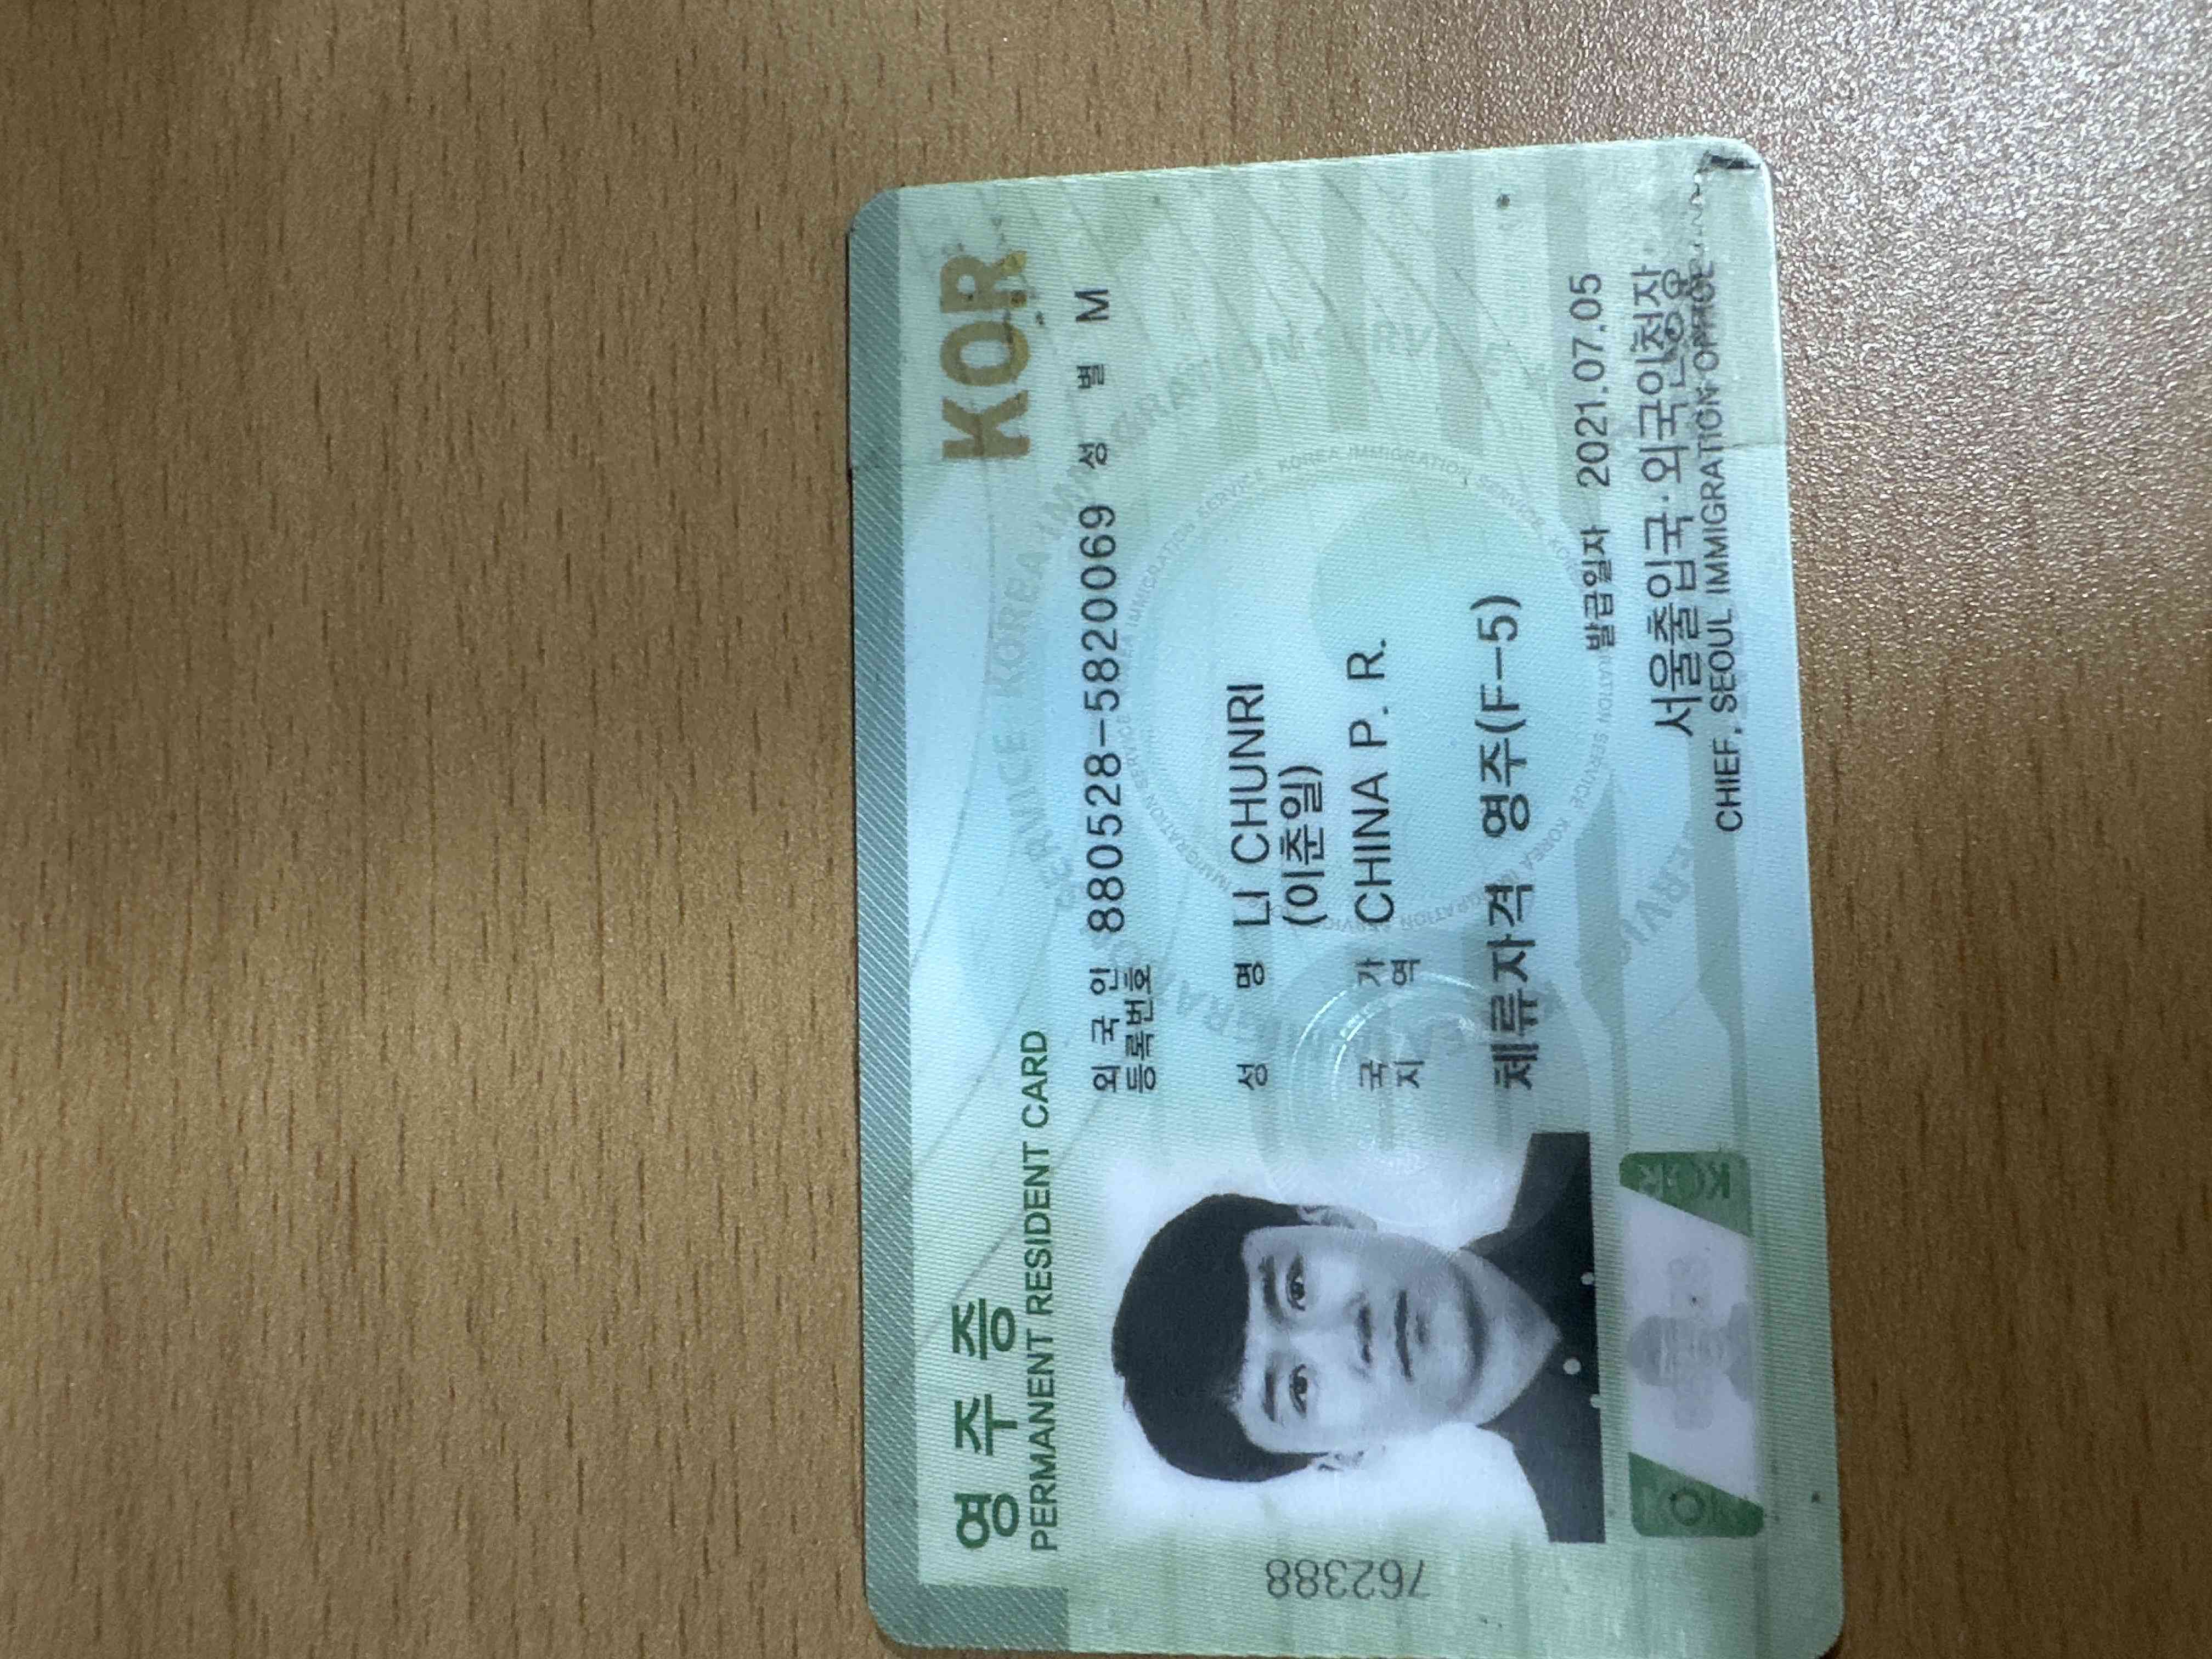 영 주 증 KOR
PERMANENT RESIDENT CARD
외 국 인 등록번호 880528-5820069 성 별 M
성 명 LI CHUNRI
(이춘일)
국 가 지 역 CHINA P. R.
체류자격 영주(F-5)
발급일자 2021.07.05
서울출입국·외국인청장
CHIEF, SEOUL IMMIGRATION OFFICE
762388